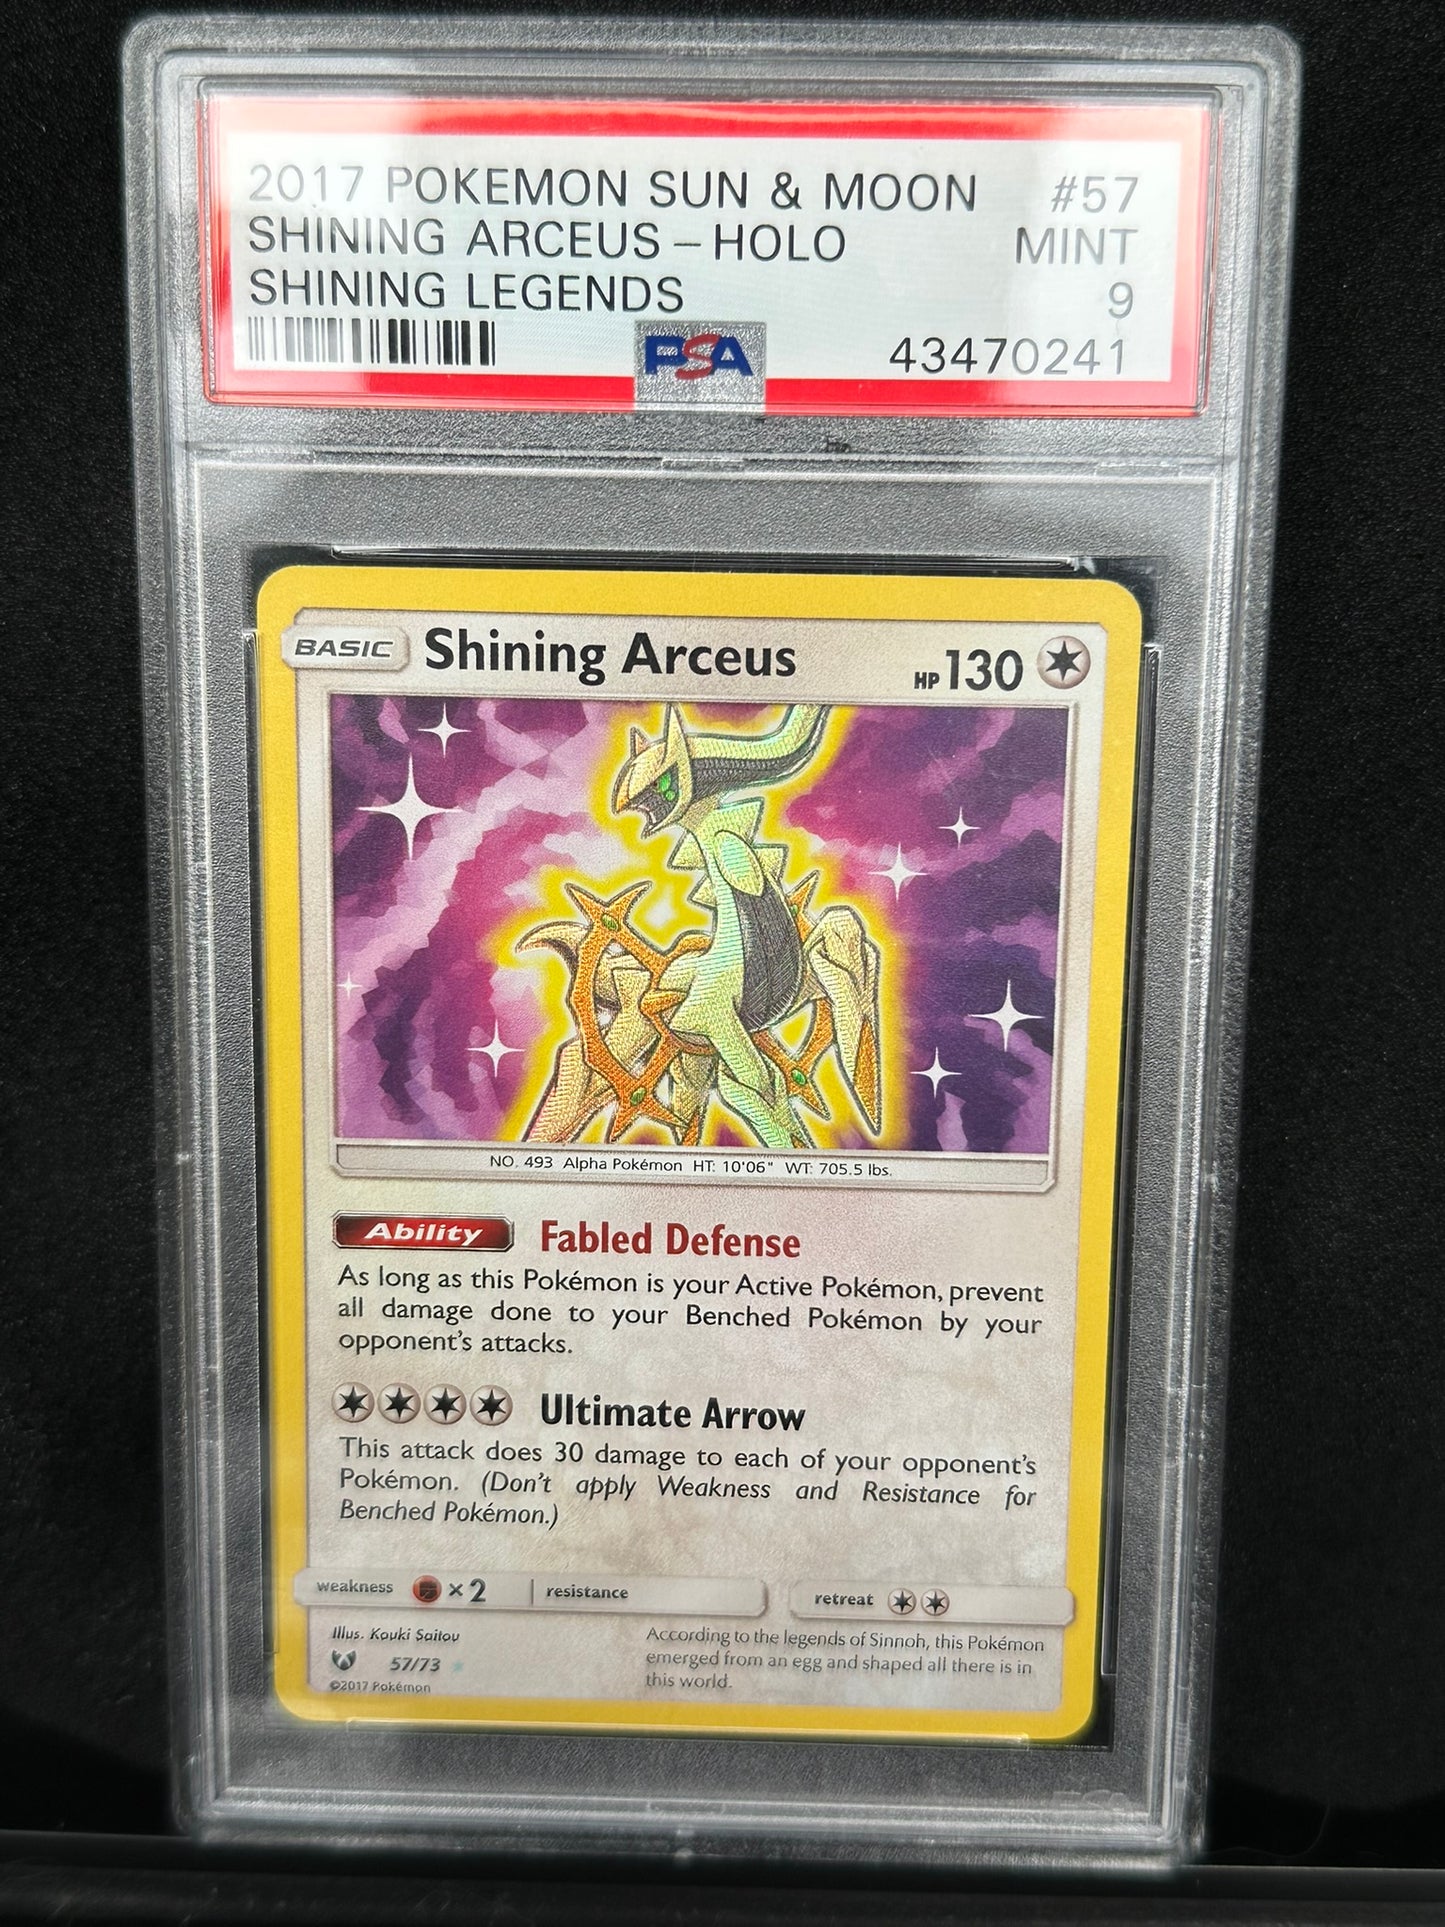 2017 POKEMON SUN & MOON #57
SHINING ARCEUS – HOLO MINT
SHINING LEGENDS 9
PSA 43470241
BASIC Shining Arceus HP 130
NO. 493 Alpha Pokémon HT: 10'06" WT: 705.5 lbs.
Ability Fabled Defense
As long as this Pokémon is your Active Pokémon, prevent
all damage done to your Benched Pokémon by your
opponent's attacks.
Ultimate Arrow
This attack does 30 damage to each of your opponent's
Pokémon. (Don't apply Weakness and Resistance for
Benched Pokémon.)
weakness ×2 resistance retreat
Illus. Kouki Saitou
57/73
©2017 Pokémon
According to the legends of Sinnoh, this Pokémon
emerged from an egg and shaped all there is in
this world.